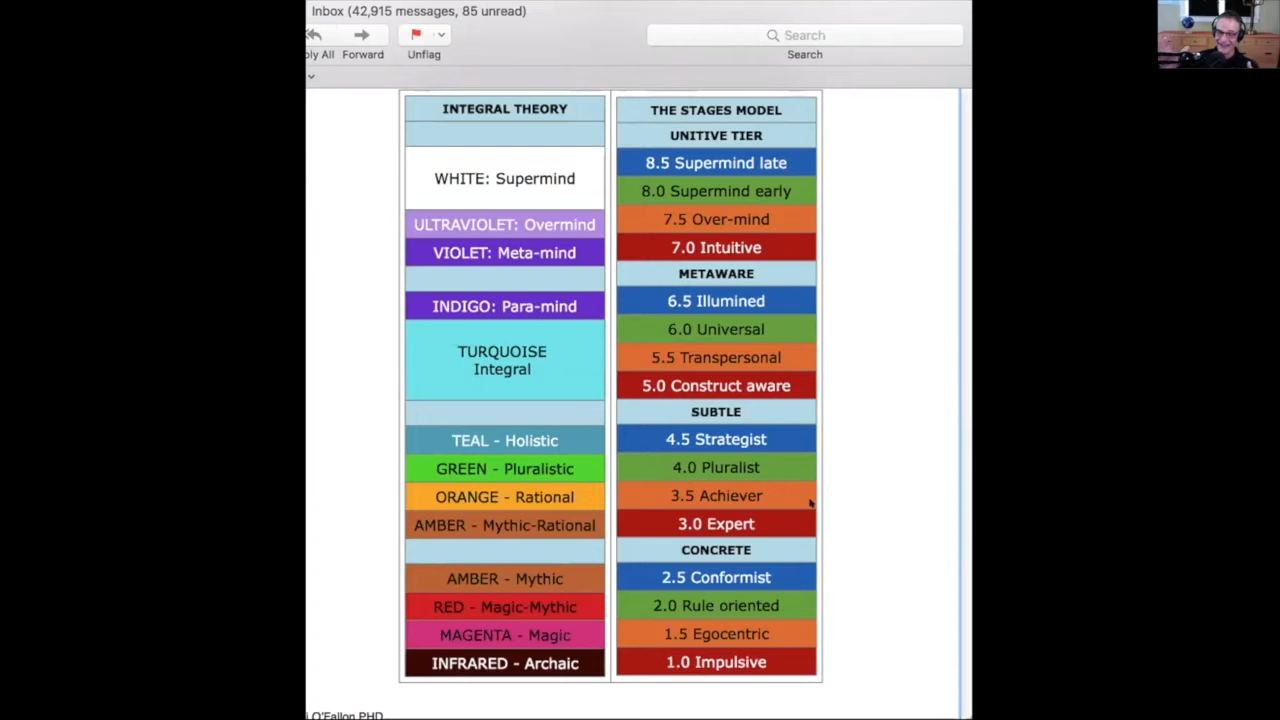 Inbox (42,915 messages, 85 unread)
ply All Forward Unflag
Search
Search
INTEGRAL THEORY
WHITE: Supermind
ULTRAVIOLET: Overmind
VIOLET: Meta-mind
INDIGO: Para-mind
TURQUOISE
Integral
TEAL - Holistic
GREEN - Pluralistic
ORANGE - Rational
AMBER - Mythic-Rational
AMBER - Mythic
RED - Magic-Mythic
MAGENTA - Magic
INFRARED - Archaic
THE STAGES MODEL
UNITIVE TIER
8.5 Supermind late
8.0 Supermind early
7.5 Over-mind
7.0 Intuitive
METAWARE
6.5 Illumined
6.0 Universal
5.5 Transpersonal
5.0 Construct aware
SUBTLE
4.5 Strategist
4.0 Pluralist
3.5 Achiever
3.0 Expert
CONCRETE
2.5 Conformist
2.0 Rule oriented
1.5 Egocentric
1.0 Impulsive
i O'Fallon PHD